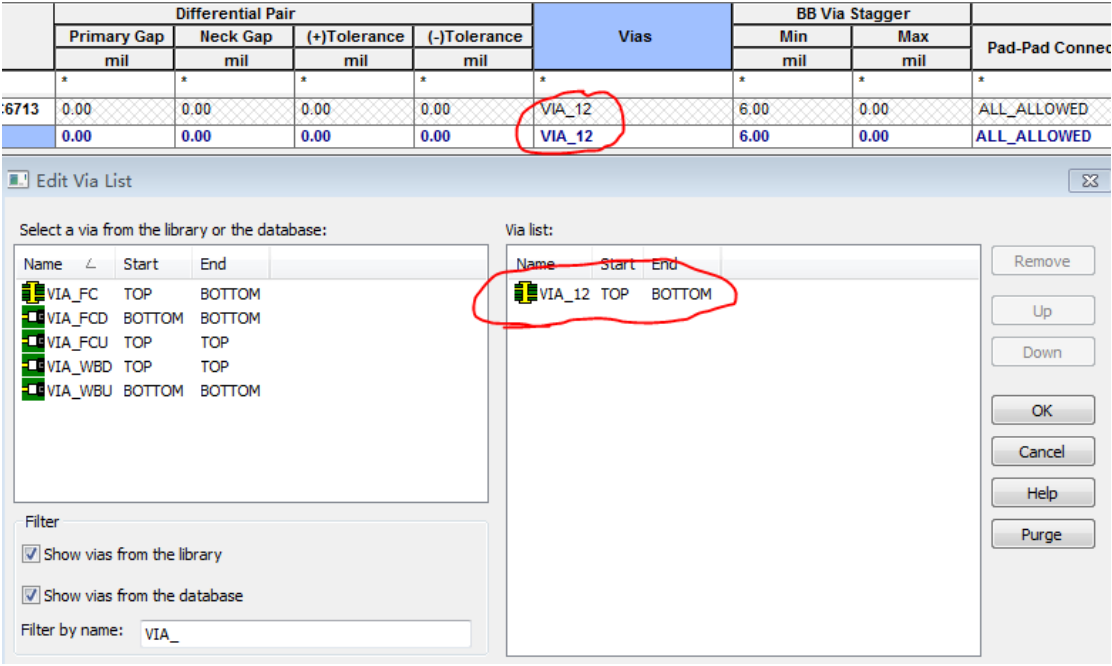 Differential Pair Vias BB Via Stagger
Primary Gap Neck Gap (+)Tolerance (-)Tolerance Min Max Pad-Pad Connec
mil mil mil mil mil mil
* * * * * * * *
:6713 0.00 0.00 0.00 0.00 VIA_12 6.00 0.00 ALL_ALLOWED
0.00 0.00 0.00 0.00 VIA_12 6.00 0.00 ALL_ALLOWED
Edit Via List
Select a via from the library or the database:
Name Start End
VIA_FC TOP BOTTOM
VIA_FCD BOTTOM BOTTOM
VIA_FCU TOP TOP
VIA_WBD TOP TOP
VIA_WBU BOTTOM BOTTOM
Via list:
Name Start End
VIA_12 TOP BOTTOM
Remove
Up
Down
OK
Cancel
Help
Purge
Filter
Show vias from the library
Show vias from the database
Filter by name: VIA_